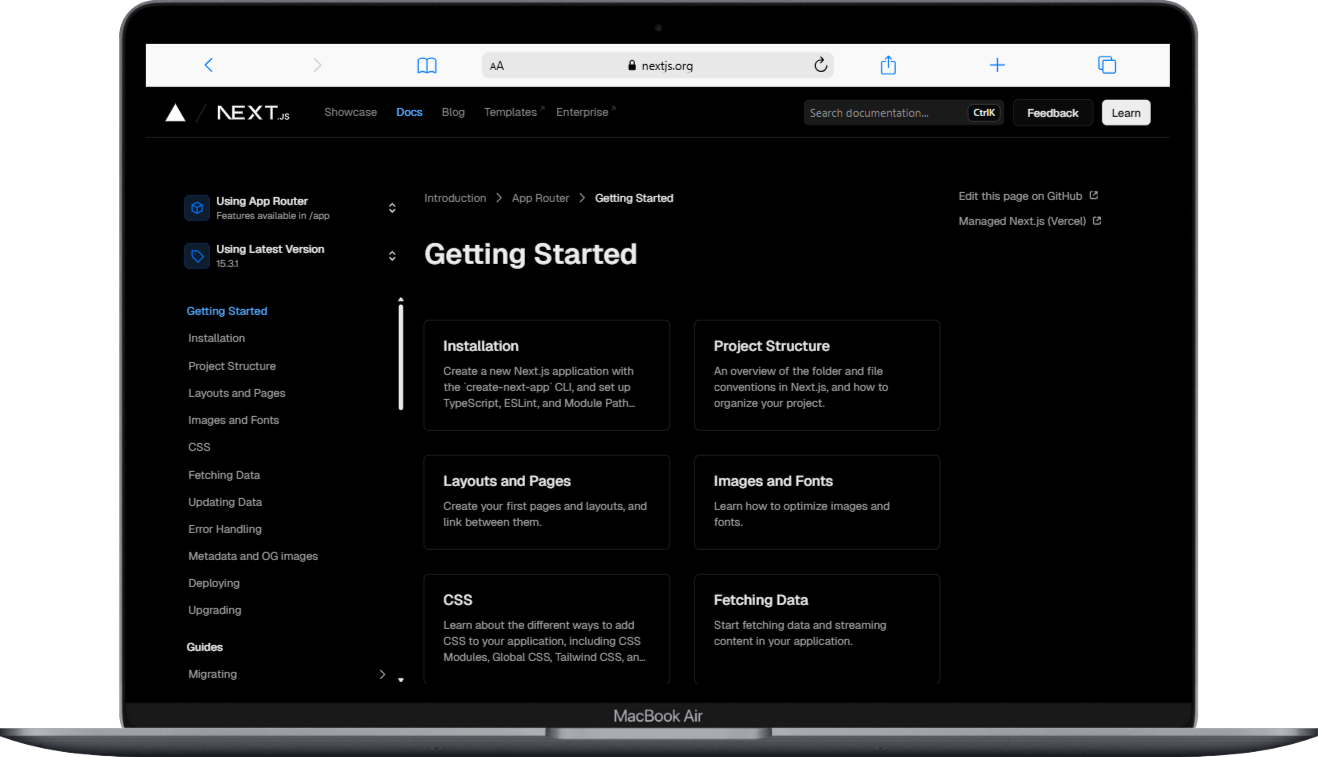 AA
nextjs.org
NEXT.JS
Showcase
Docs
Blog
Templates
Enterprise
Search documentation...
CtrlK
Feedback
Learn
Using App Router
Features available in /app
Using Latest Version
15.3.1
Getting Started
Installation
Project Structure
Layouts and Pages
Images and Fonts
CSS
Fetching Data
Updating Data
Error Handling
Metadata and OG images
Deploying
Upgrading
Guides
Migrating
Introduction
App Router
Getting Started
Getting Started
Installation
Create a new Next.js application with
the `create-next-app` CLI, and set up
TypeScript, ESLint, and Module Path...
Project Structure
An overview of the folder and file
conventions in Next.js, and how to
organize your project.
Layouts and Pages
Create your first pages and layouts, and
link between them.
Images and Fonts
Learn how to optimize images and
fonts.
CSS
Learn about the different ways to add
CSS to your application, including CSS
Modules, Global CSS, Tailwind CSS, an...
Fetching Data
Start fetching data and streaming
content in your application.
Edit this page on GitHub
Managed Next.js (Vercel)
MacBook Air